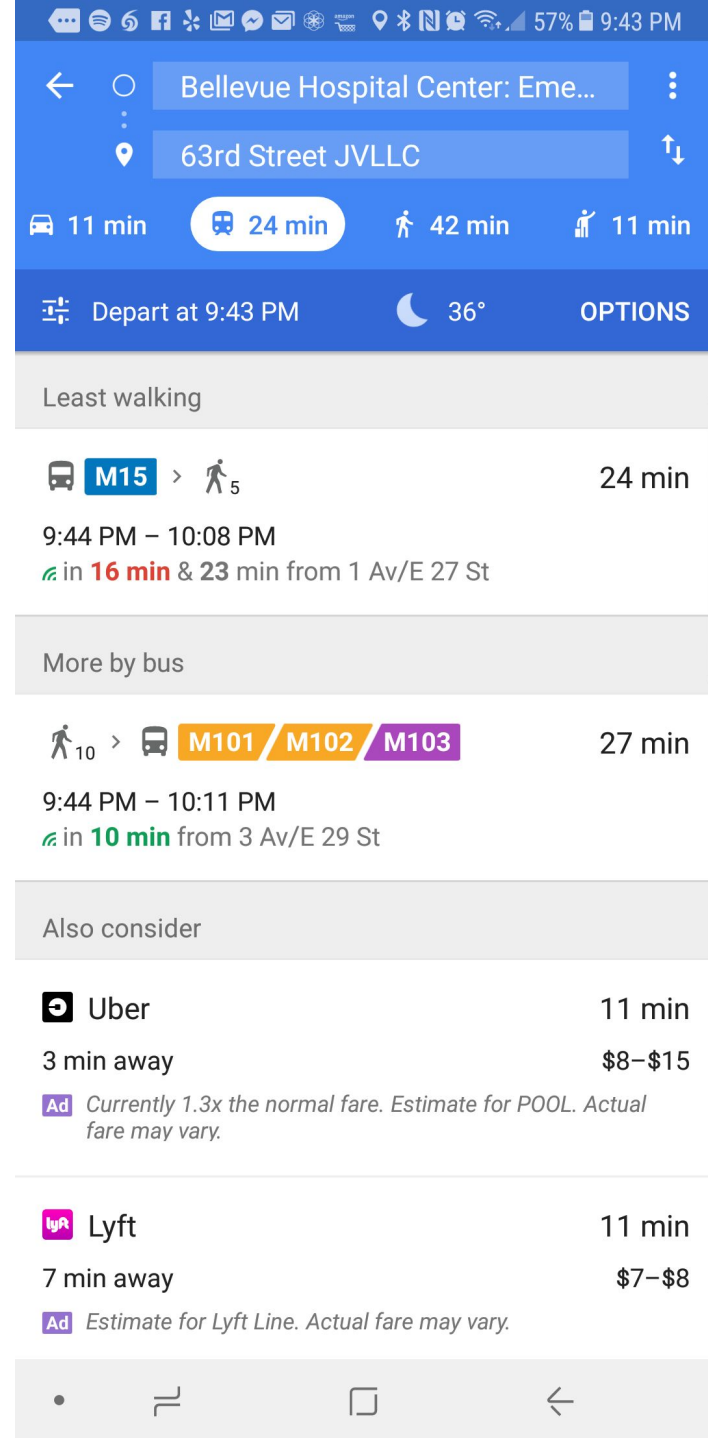 57% 9:43 PM
Bellevue Hospital Center: Eme...
63rd Street JVLLC
11 min 24 min 42 min 11 min
Depart at 9:43 PM 36° OPTIONS
Least walking
M15 > 5 24 min
9:44 PM – 10:08 PM
in 16 min & 23 min from 1 Av/E 27 St
More by bus
10 > M101 M102 M103 27 min
9:44 PM – 10:11 PM
in 10 min from 3 Av/E 29 St
Also consider
Uber 11 min
3 min away $8–$15
Ad Currently 1.3x the normal fare. Estimate for POOL. Actual
fare may vary.
lyft Lyft 11 min
7 min away $7–$8
Ad Estimate for Lyft Line. Actual fare may vary.